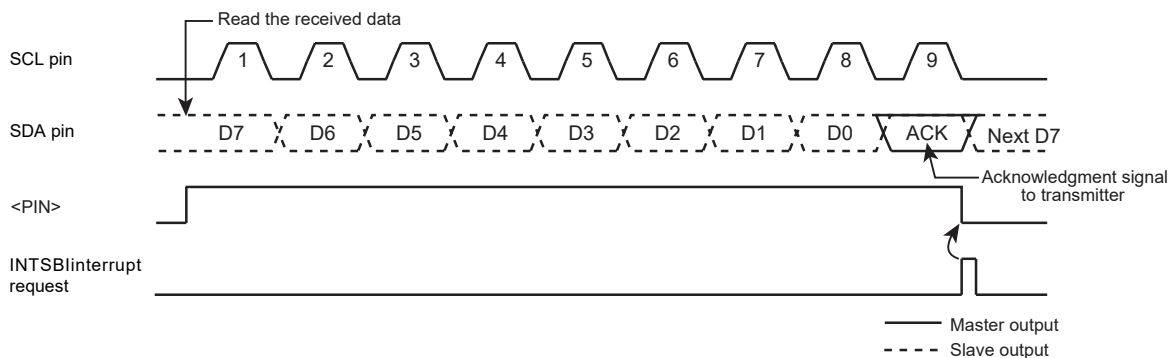 Read the received data
SCL pin
1 2 3 4 5 6 7 8 9
SDA pin
D7 D6 D5 D4 D3 D2 D1 D0 ACK Next D7
Acknowledgment signal
to transmitter
<PIN>
INTSBIinterrupt
request
Master output
Slave output